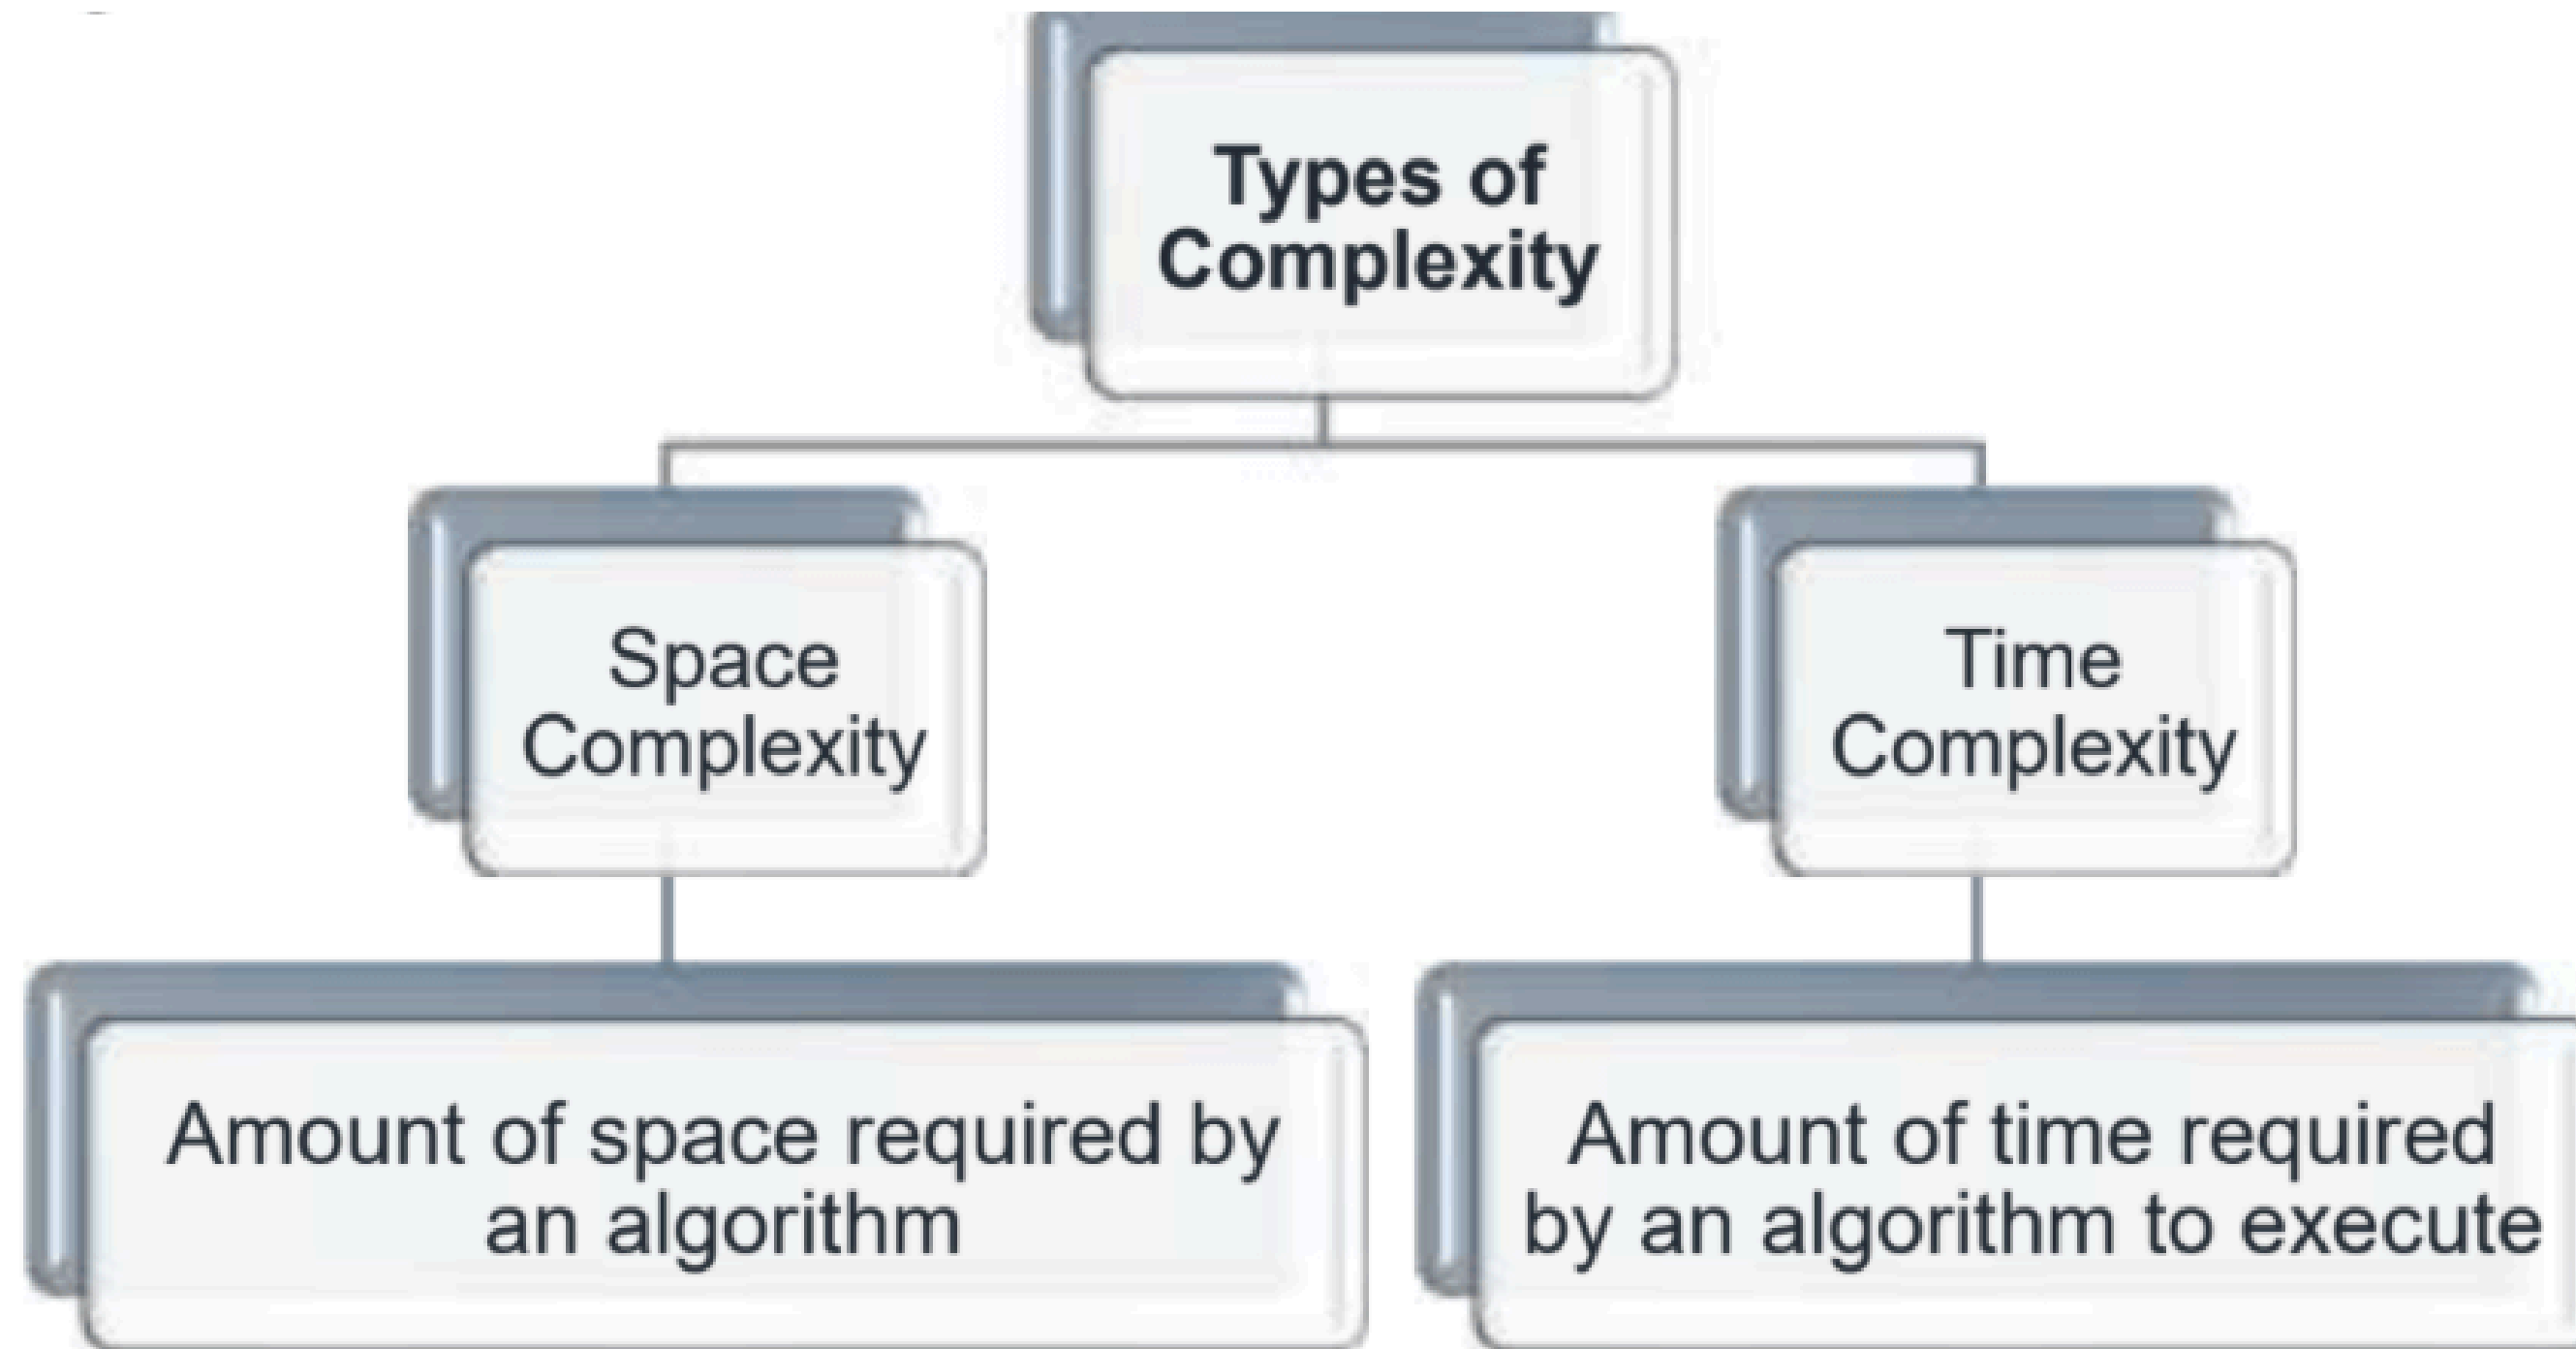 Types of
Complexity
Space
Complexity
Time
Complexity
Amount of space required by
an algorithm
Amount of time required
by an algorithm to execute